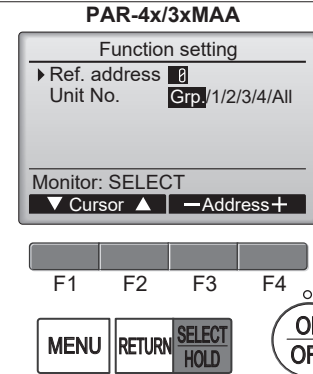 PAR-4x/3xMAA
Function setting
Ref. address 0
Unit No. Grp./1/2/3/4/All
Monitor: SELECT
▼ Cursor ▲ −Address+
F1 F2 F3 F4
MENU RETURN SELECT
HOLD